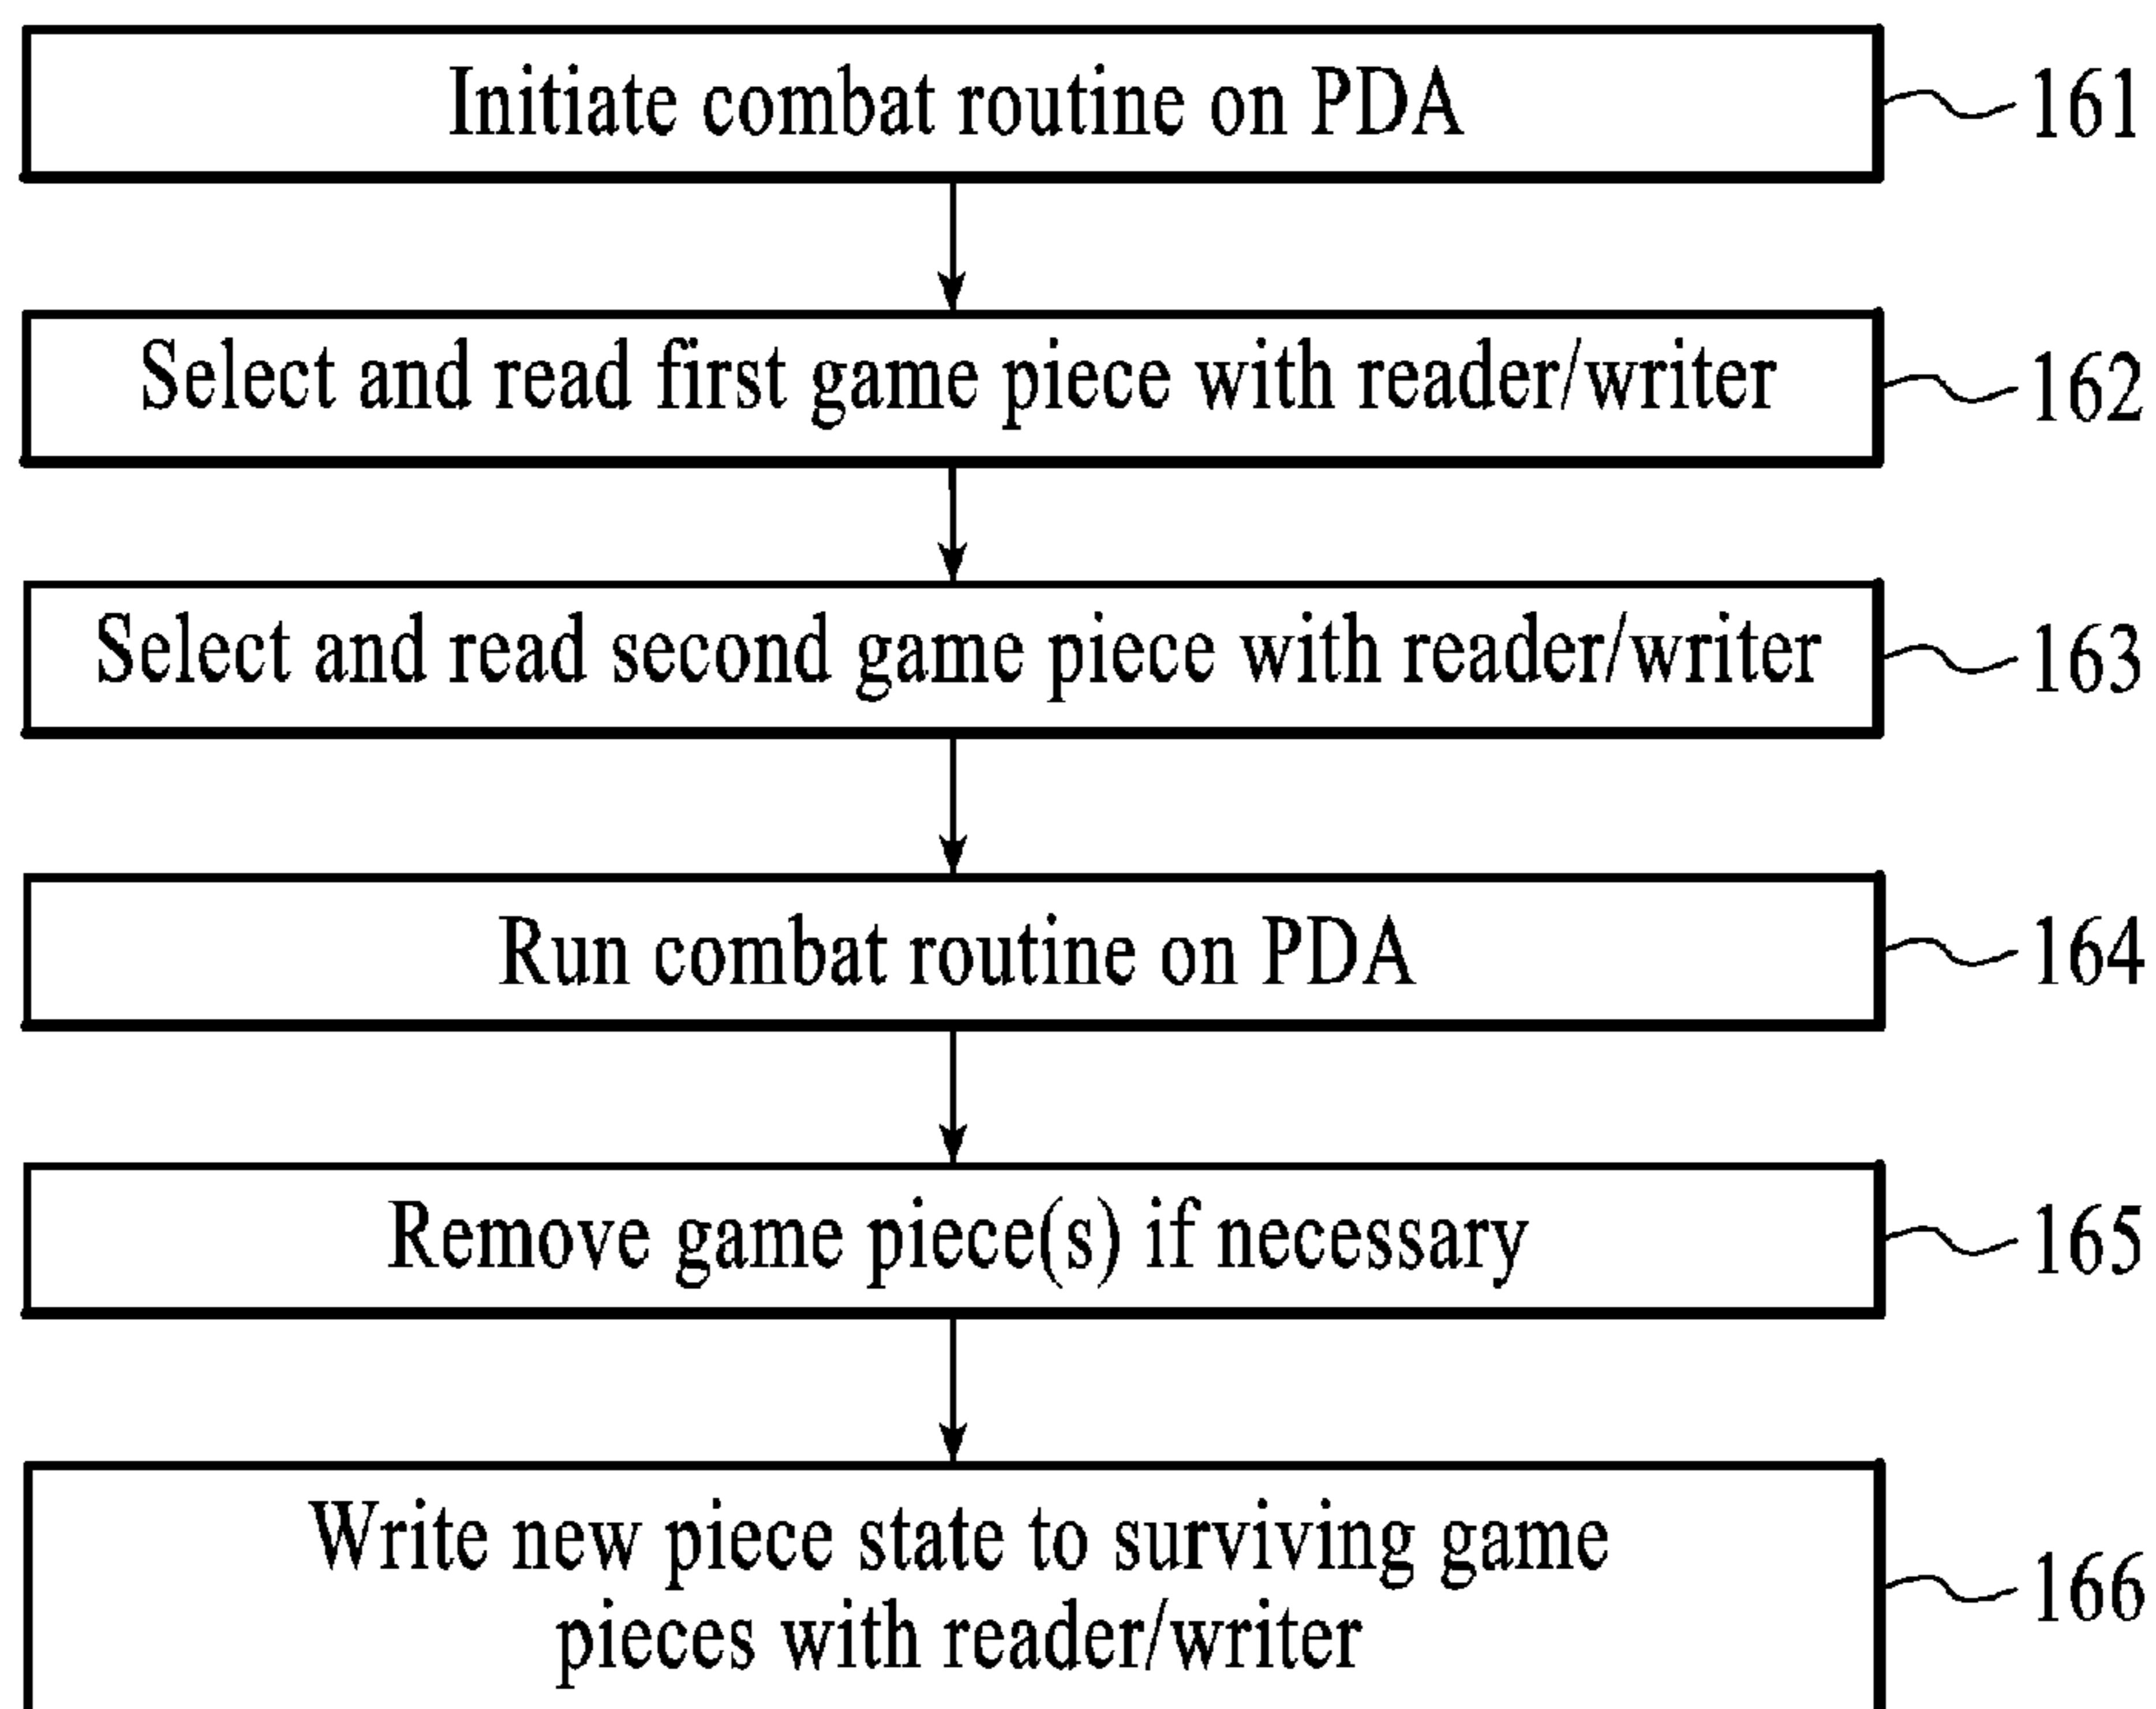 Initiate combat routine on PDA
161
Select and read first game piece with reader/writer
162
Select and read second game piece with reader/writer
163
Run combat routine on PDA
164
Remove game piece(s) if necessary
165
Write new piece state to surviving game
pieces with reader/writer
166